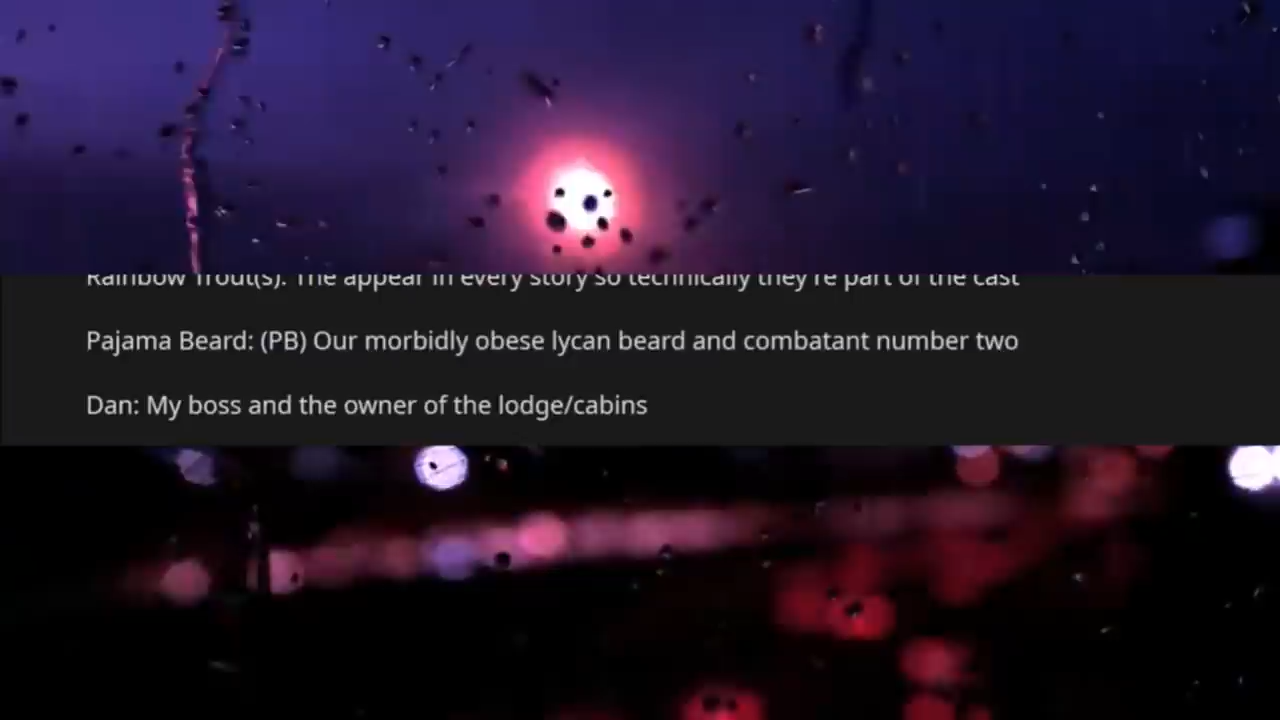 Rainbow Trout(s). The appear in every story so technically they're part of the cast
Pajama Beard: (PB) Our morbidly obese lycan beard and combatant number two
Dan: My boss and the owner of the lodge/cabins